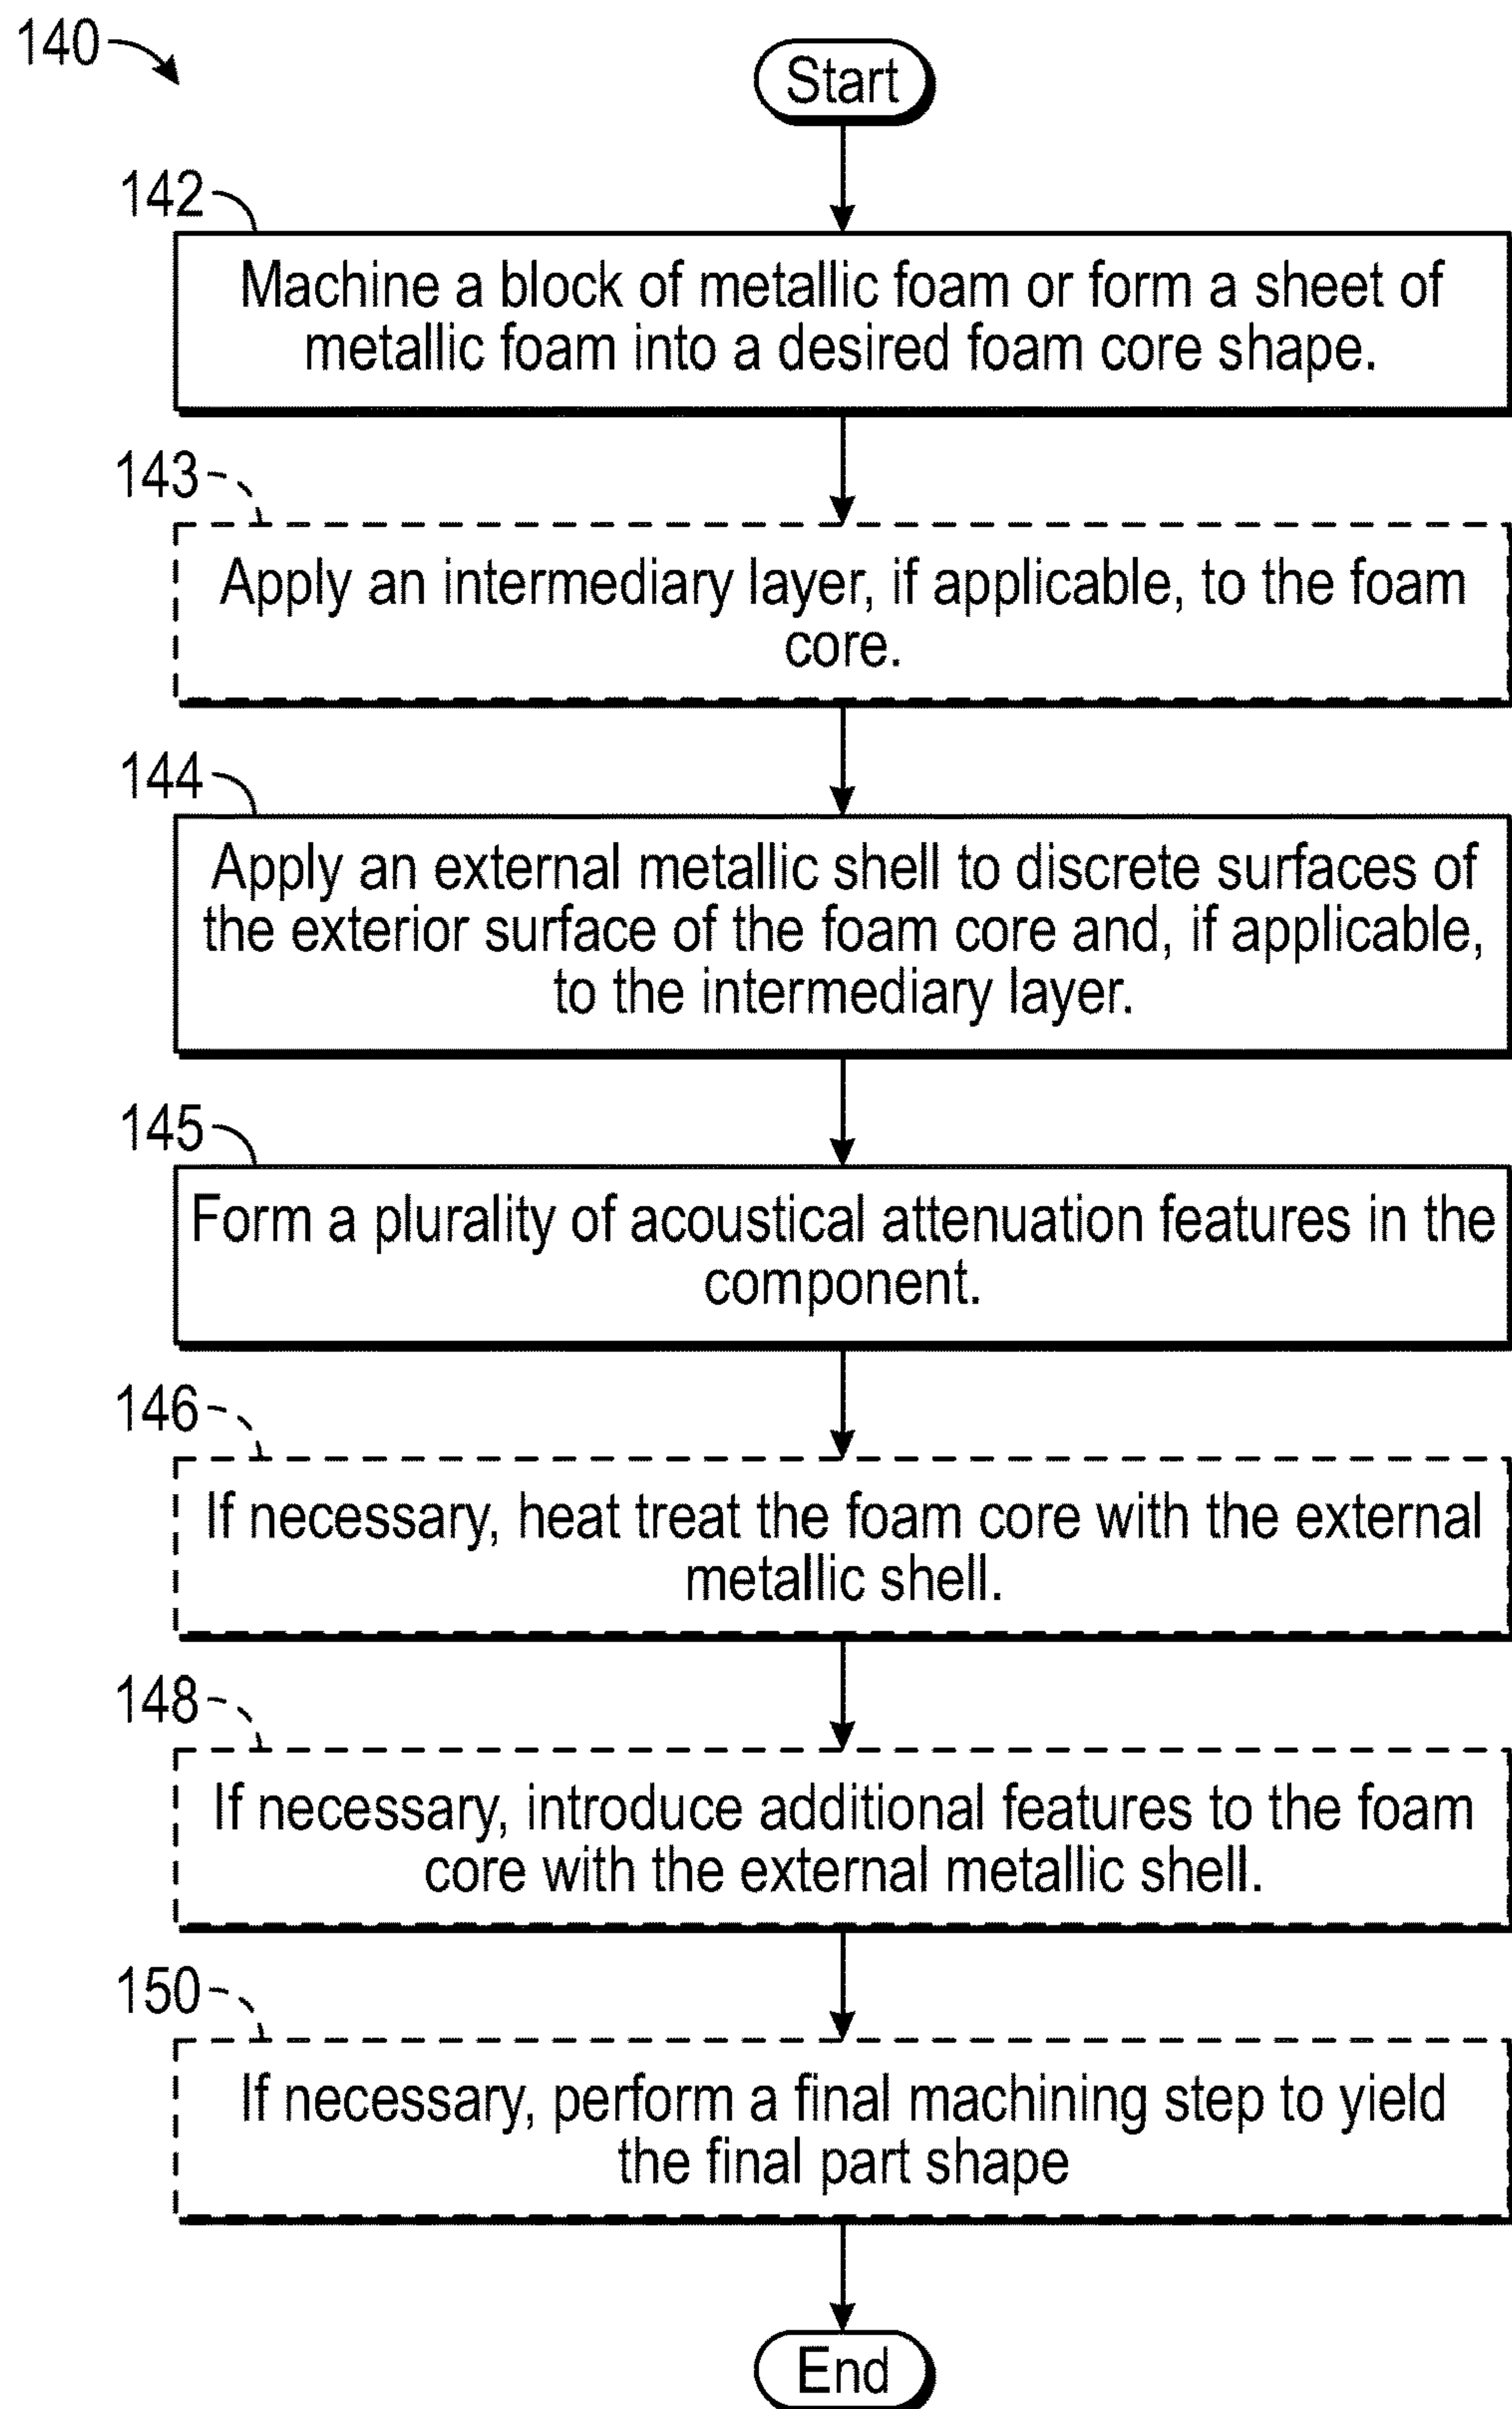 140
Start
142
Machine a block of metallic foam or form a sheet of
metallic foam into a desired foam core shape.
143
Apply an intermediary layer, if applicable, to the foam
core.
144
Apply an external metallic shell to discrete surfaces of
the exterior surface of the foam core and, if applicable,
to the intermediary layer.
145
Form a plurality of acoustical attenuation features in the
component.
146
If necessary, heat treat the foam core with the external
metallic shell.
148
If necessary, introduce additional features to the foam
core with the external metallic shell.
150
If necessary, perform a final machining step to yield
the final part shape
End